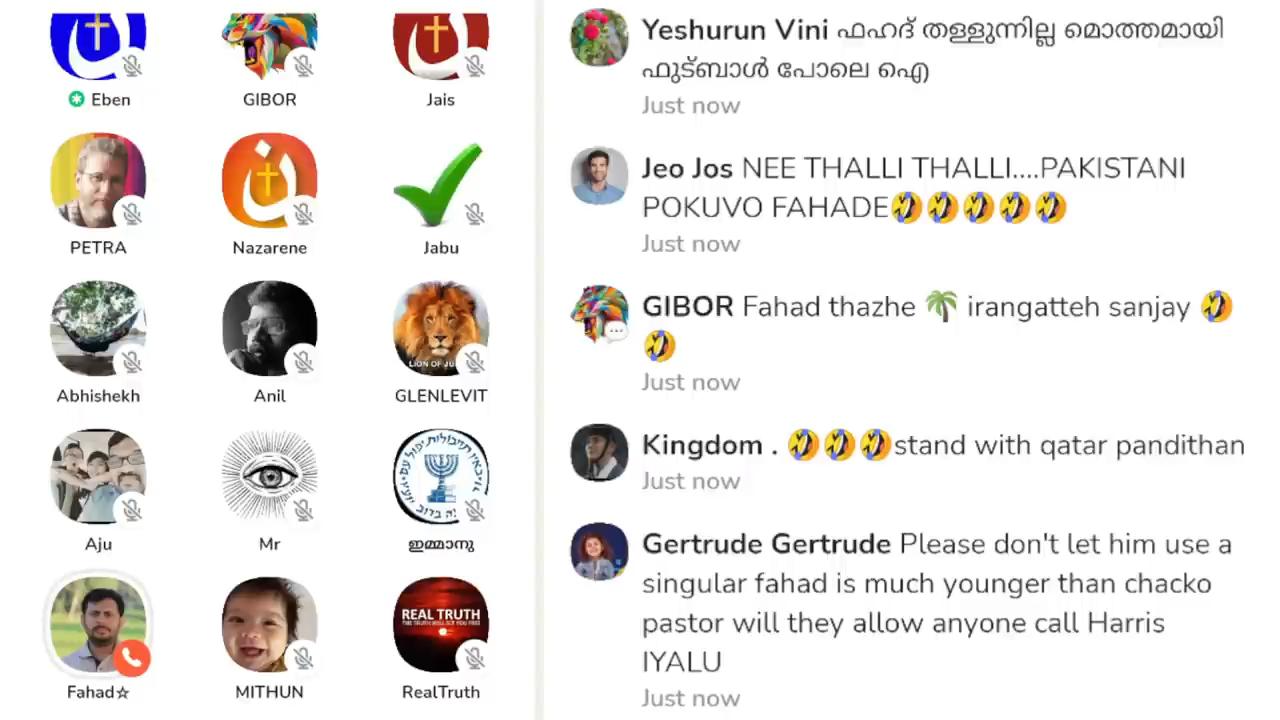 Eben
GIBOR
Jais
PETRA
Nazarene
Jabu
Abhishekh
Anil
LION OF JU
GLENLEVIT
Aju
Mr
ഇമ്മാനു
REAL TRUTH
Fahad☆
MITHUN
RealTruth
Yeshurun Vini ഫഹദ് തള്ളുന്നില്ല മൊത്തമായി
ഫുട്ബാൾ പോലെ ഐ
Just now
Jeo Jos NEE THALLI THALLI....PAKISTANI
POKUVO FAHADE🤣🤣🤣🤣🤣
Just now
GIBOR Fahad thazhe 🌴 irangatteh sanjay 🤣
🤣
Just now
Kingdom . 🤣🤣🤣stand with qatar pandithan
Just now
Gertrude Gertrude Please don't let him use a
singular fahad is much younger than chacko
pastor will they allow anyone call Harris
IYALU
Just now